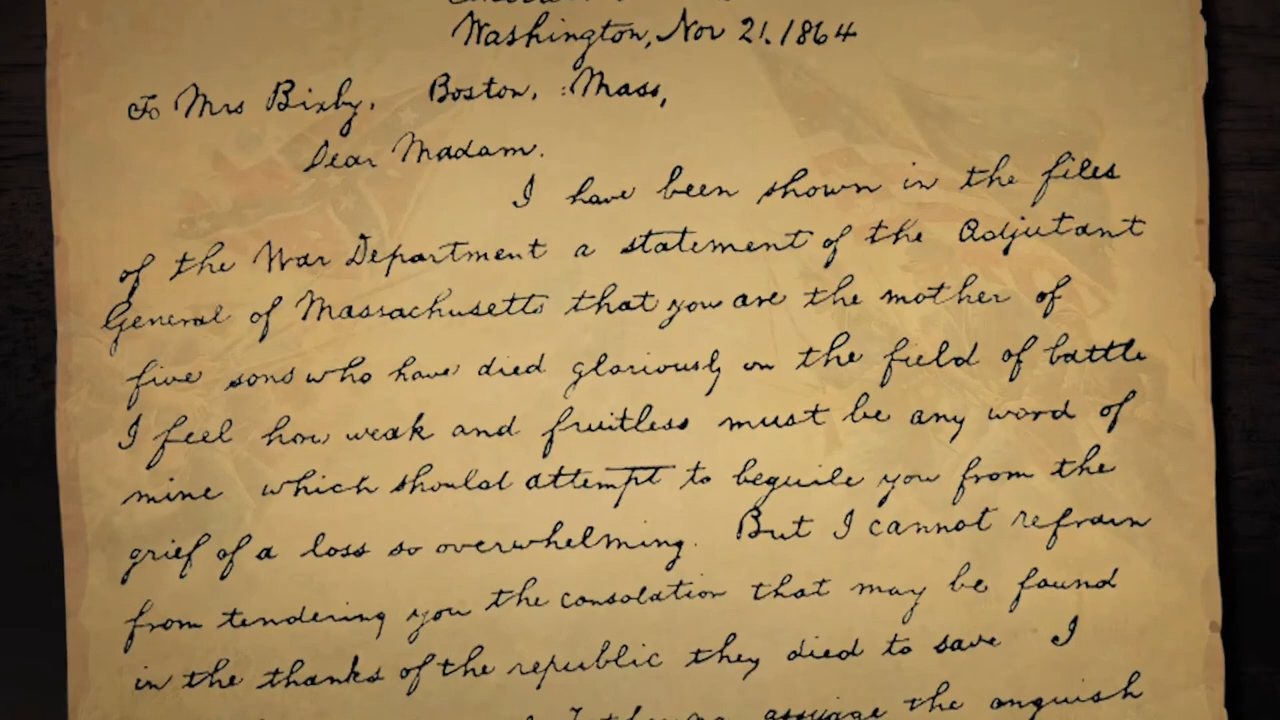 Washington, Nov 21. 1864
To Mrs Bixby, Boston, Mass,
Dear Madam.
I have been shown in the files
of the War Department a statement of the Adjutant
General of Massachusetts that you are the mother of
five sons who have died gloriously on the field of battle
I feel how weak and fruitless must be any word of
mine which should attempt to beguile you from the
grief of a loss so overwhelming. But I cannot refrain
from tendering you the consolation that may be found
in the thanks of the republic they died to save I
assuage the anguish